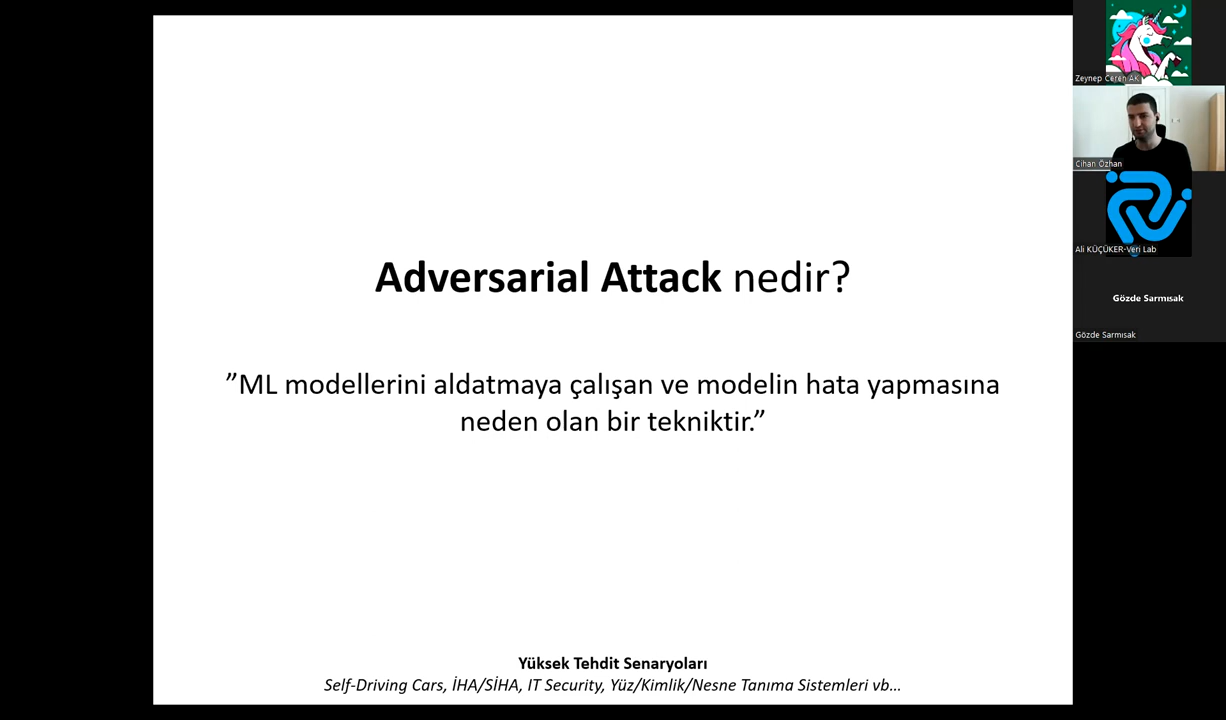 Adversarial Attack nedir?
”ML modellerini aldatmaya çalışan ve modelin hata yapmasına
neden olan bir tekniktir.”
Yüksek Tehdit Senaryoları
Self-Driving Cars, İHA/SİHA, IT Security, Yüz/Kimlik/Nesne Tanıma Sistemleri vb...
Zeynep Ceren AK
Cihan Özhan
Ali KÜÇÜKER-Veri Lab
Gözde Sarmısak
Gözde Sarmısak